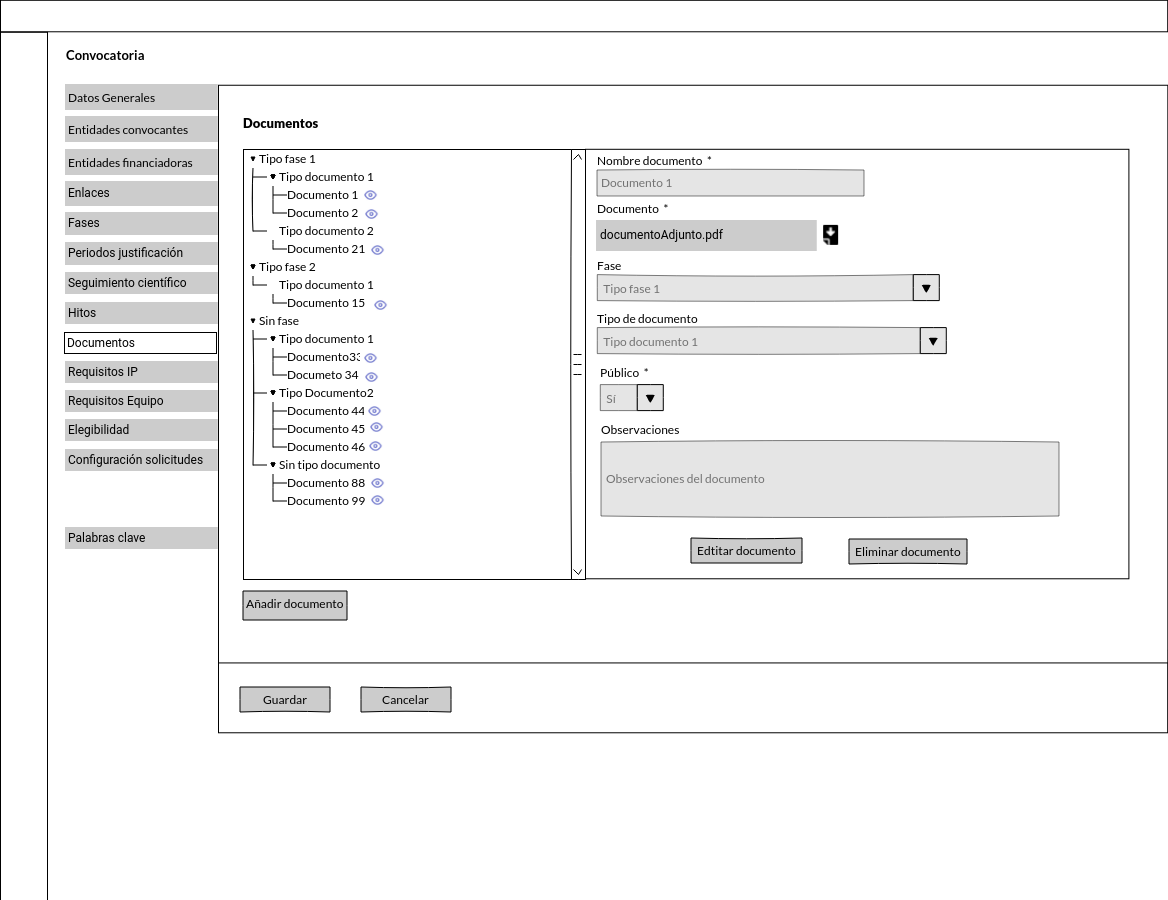 Convocatoria
Datos Generales
Entidades convocantes
Entidades financiadoras
Enlaces
Fases
Periodos justificación
Seguimiento científico
Hitos
Documentos
Requisitos IP
Requisitos Equipo
Elegibilidad
Configuración solicitudes
Palabras clave
Documentos
Tipo fase 1
Tipo documento 1
Documento 1
Documento 2
Tipo documento 2
Documento 21
Tipo fase 2
Tipo documento 1
Documento 15
Sin fase
Tipo documento 1
Documento33
Documeto 34
Tipo Documento2
Documento 44
Documento 45
Documento 46
Sin tipo documento
Documento 88
Documento 99
Nombre documento *
Documento 1
Documento *
documentoAdjunto.pdf
Fase
Tipo fase 1
Tipo de documento
Tipo documento 1
Público *
Sí
Observaciones
Observaciones del documento
Edtitar documento
Eliminar documento
Añadir documento
Guardar
Cancelar